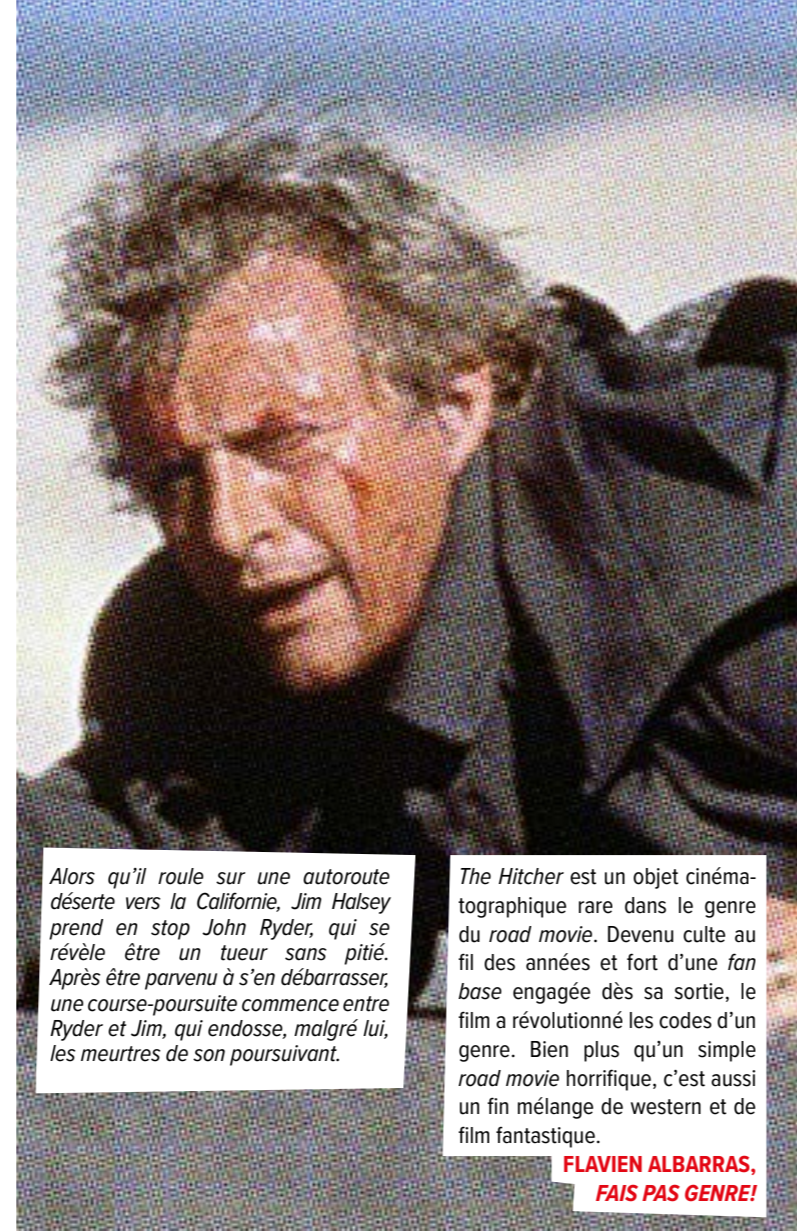 Alors qu'il roule sur une autoroute
déserte vers la Californie, Jim Halsey
prend en stop John Ryder, qui se
révèle être un tueur sans pitié.
Après être parvenu à s'en débarrasser,
une course-poursuite commence entre
Ryder et Jim, qui endosse, malgré lui,
les meurtres de son poursuivant.
The Hitcher est un objet cinéma-
tographique rare dans le genre
du road movie. Devenu culte au
fil des années et fort d'une fan
base engagée dès sa sortie, le
film a révolutionné les codes d'un
genre. Bien plus qu'un simple
road movie horrifique, c'est aussi
un fin mélange de western et de
film fantastique.
FLAVIEN ALBARRAS,
FAIS PAS GENRE!